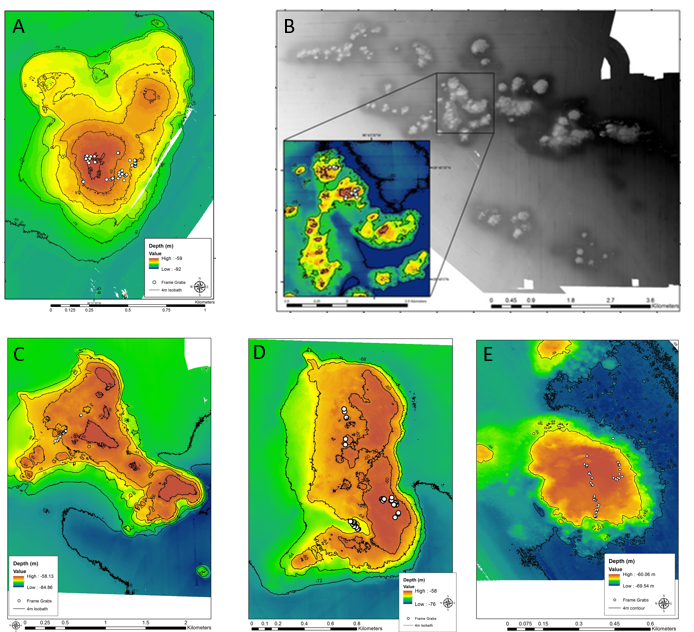 A
Depth (m)
Value
High : -59
Low : -92
Frame Grabs
4m Isobath
Kilometers
0 0.125 0.25 0.5 0.75 1
B
Kilometers
0 0.45 0.9 1.8 2.7 3.6
C
Depth (m)
Value
High : -58.13
Low : -84.86
Frame Grabs
4m Isobath
0 0.25 0.5 1 1.5 2
Kilometers
D
Depth (m)
Value
High : -58
Low : -76
Frame Grabs
4m Isobath
0 0.1 0.2 0.4 0.6 0.8
Kilometers
E
Depth (m)
Value
High : -60.06 m
Low : -69.54 m
Frame Grabs
4m contour
0 0.075 0.15 0.3 0.45 0.6
Kilometers